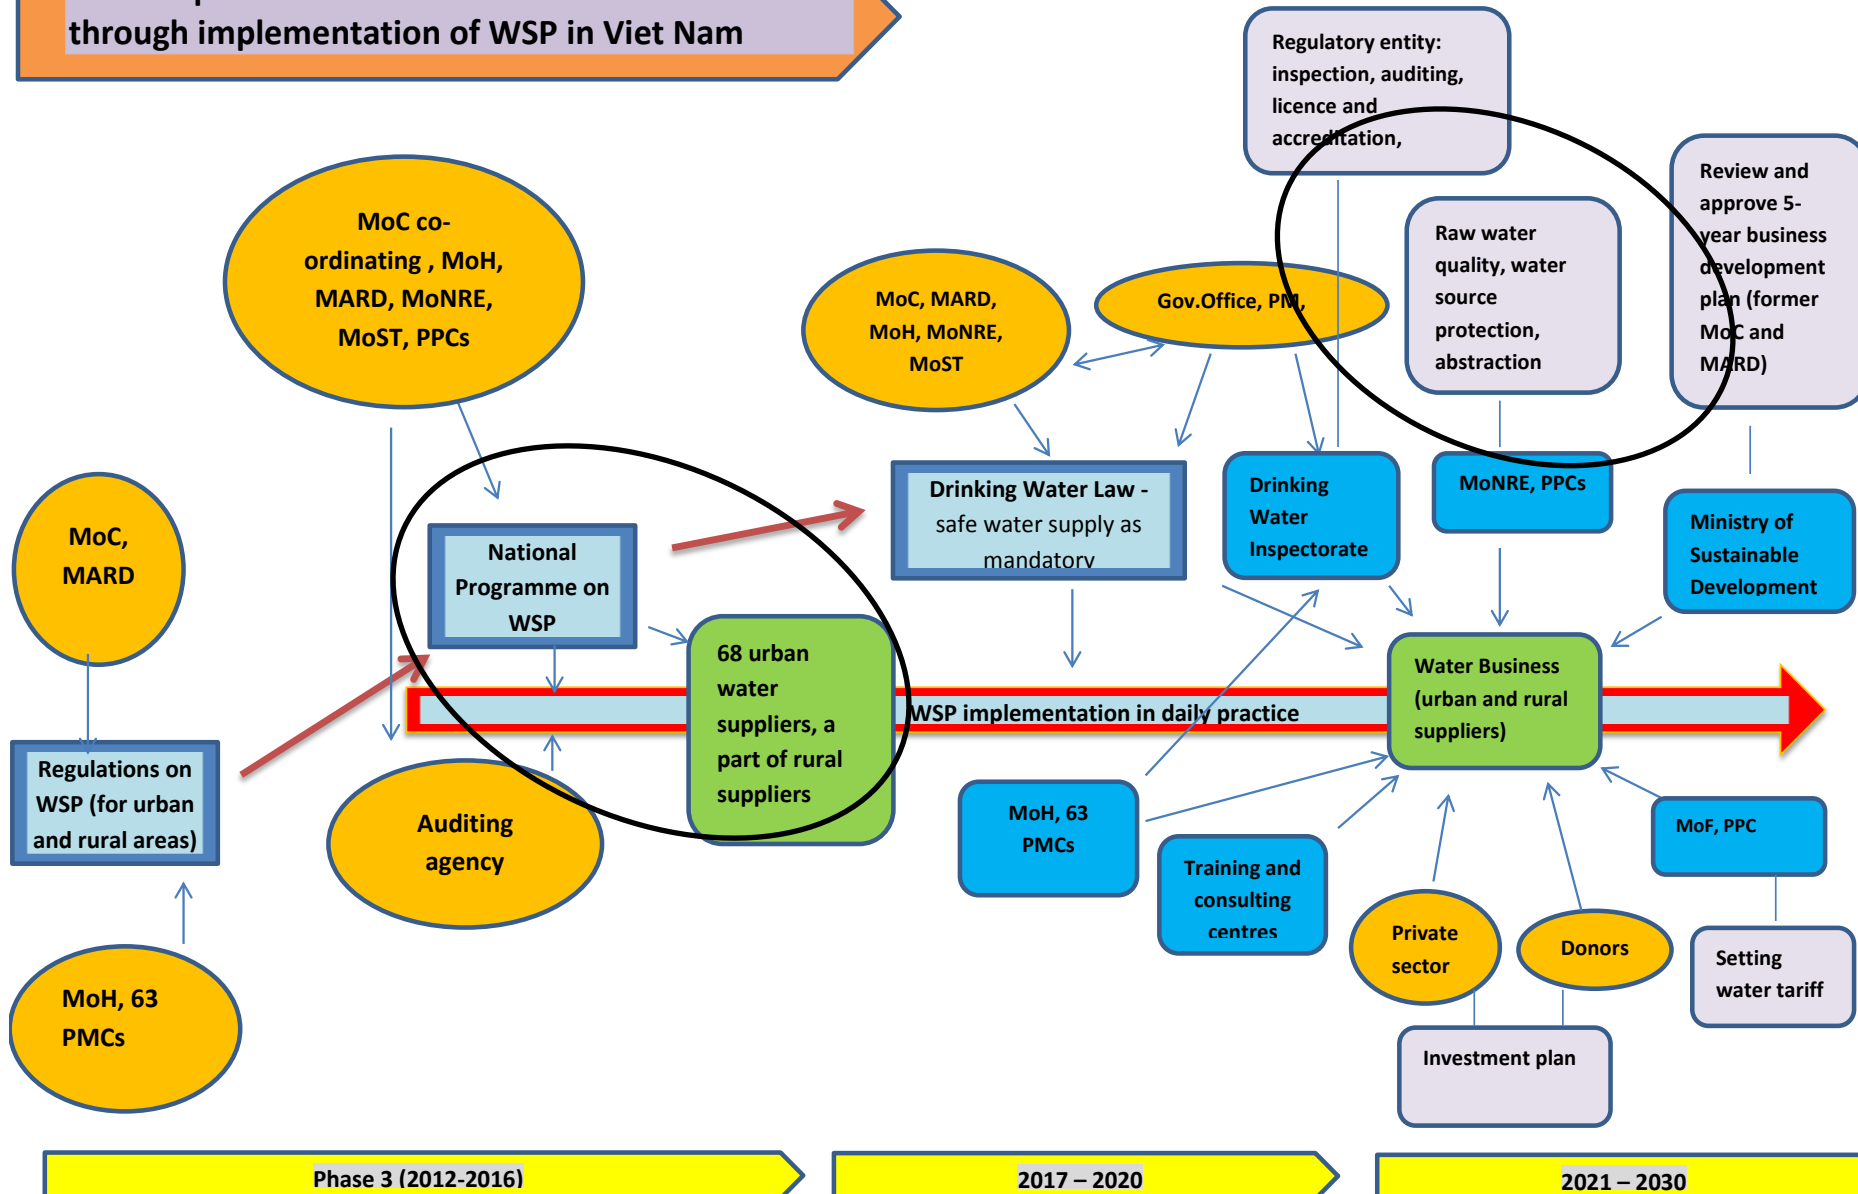 through implementation of WSP in Viet Nam
Regulatory entity:
inspection, auditing,
licence and
accreditation,
Review and
approve 5-
year business
development
plan (former
MoC and
MARD)
Raw water
quality, water
source
protection,
abstraction
MoC co-
ordinating , MoH,
MARD, MoNRE,
MoST, PPCs
MoC, MARD,
MoH, MoNRE,
MoST
Gov.Office, PM,
MoC,
MARD
National
Programme on
WSP
Drinking Water Law -
safe water supply as
mandatory
Drinking
Water
Inspectorate
MoNRE, PPCs
Ministry of
Sustainable
Development
68 urban
water
suppliers, a
part of rural
suppliers
WSP implementation in daily practice
Water Business
(urban and rural
suppliers)
Regulations on
WSP (for urban
and rural areas)
Auditing
agency
MoH, 63
PMCs
Training and
consulting
centres
MoF, PPC
Private
sector
Donors
Setting
water tariff
MoH, 63
PMCs
Investment plan
Phase 3 (2012-2016)
2017 – 2020
2021 – 2030